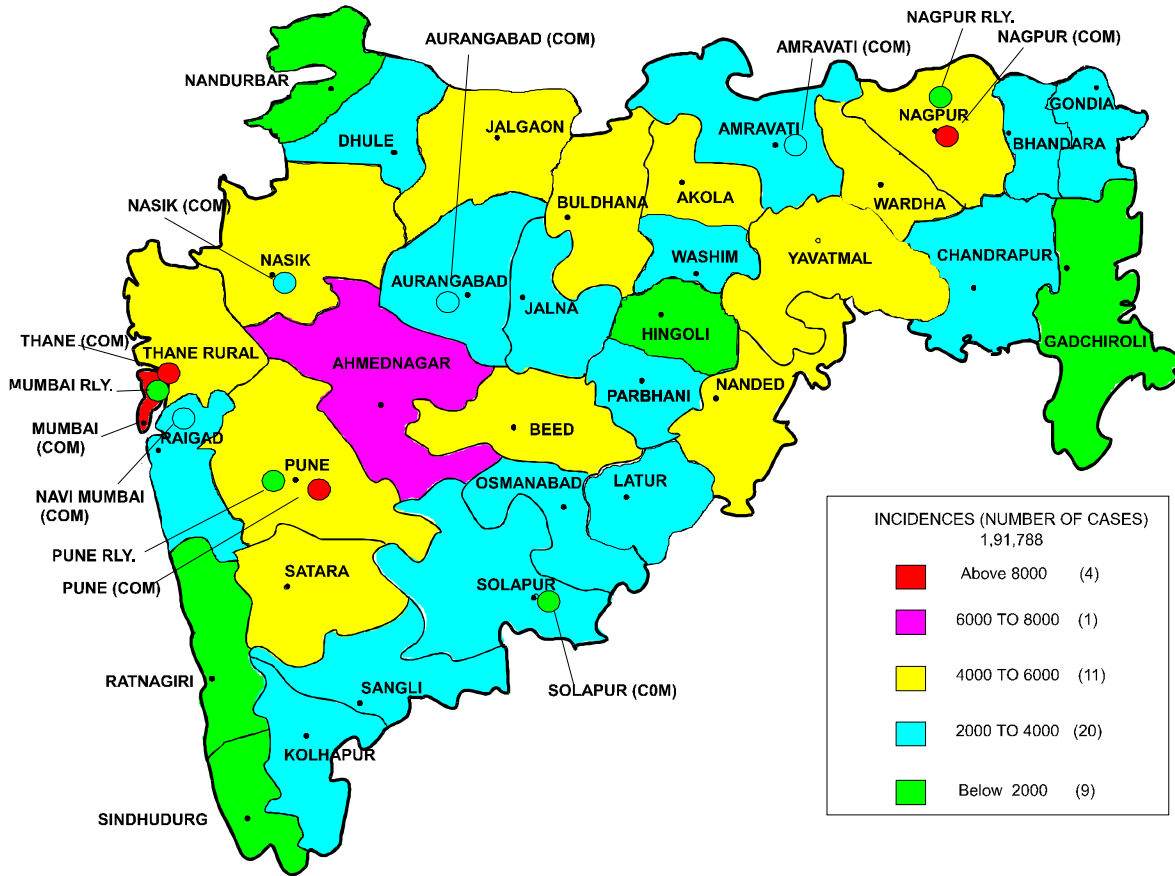 NAGPUR RLY.
NAGPUR (COM)
AURANGABAD (COM)
AMRAVATI (COM)
NANDURBAR
GONDIA
DHULE
JALGAON
AMRAVATI
NAGPUR
BHANDARA
BULDHANA
AKOLA
WARDHA
NASIK (COM)
NASIK
AURANGABAD
WASHIM
YAVATMAL
CHANDRAPUR
JALNA
THANE (COM)
THANE RURAL
HINGOLI
GADCHIROLI
AHMEDNAGAR
MUMBAI RLY.
PARBHANI
NANDED
MUMBAI
(COM)
RAIGAD
BEED
PUNE
OSMANABAD
LATUR
NAVI MUMBAI
(COM)
PUNE RLY.
PUNE (COM)
SATARA
SOLAPUR
RATNAGIRI
SANGLI
SOLAPUR (C0M)
KOLHAPUR
SINDHUDURG
INCIDENCES (NUMBER OF CASES)
1,91,788
Above 8000 (4)
6000 TO 8000 (1)
4000 TO 6000 (11)
2000 TO 4000 (20)
Below 2000 (9)